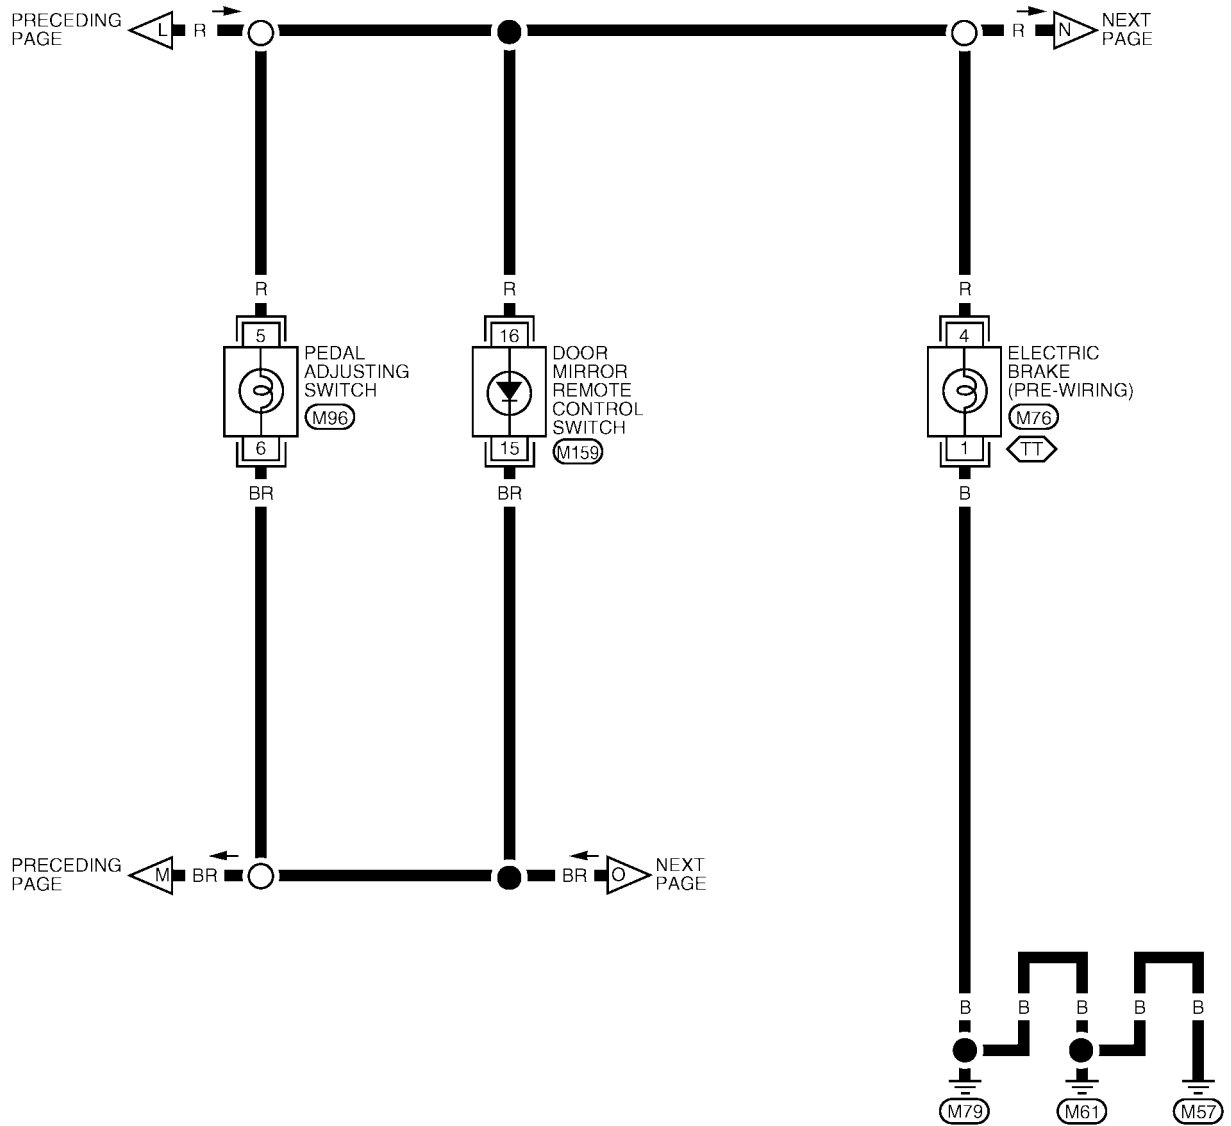 PRECEDING
PAGE
L
R
R
N
NEXT
PAGE
R
R
R
5
16
4
PEDAL
ADJUSTING
SWITCH
M96
DOOR
MIRROR
REMOTE
CONTROL
SWITCH
M159
ELECTRIC
BRAKE
(PRE-WIRING)
M76
TT
6
15
1
BR
BR
B
PRECEDING
PAGE
M
BR
BR
O
NEXT
PAGE
B
B
B
B
B
M79
M61
M57